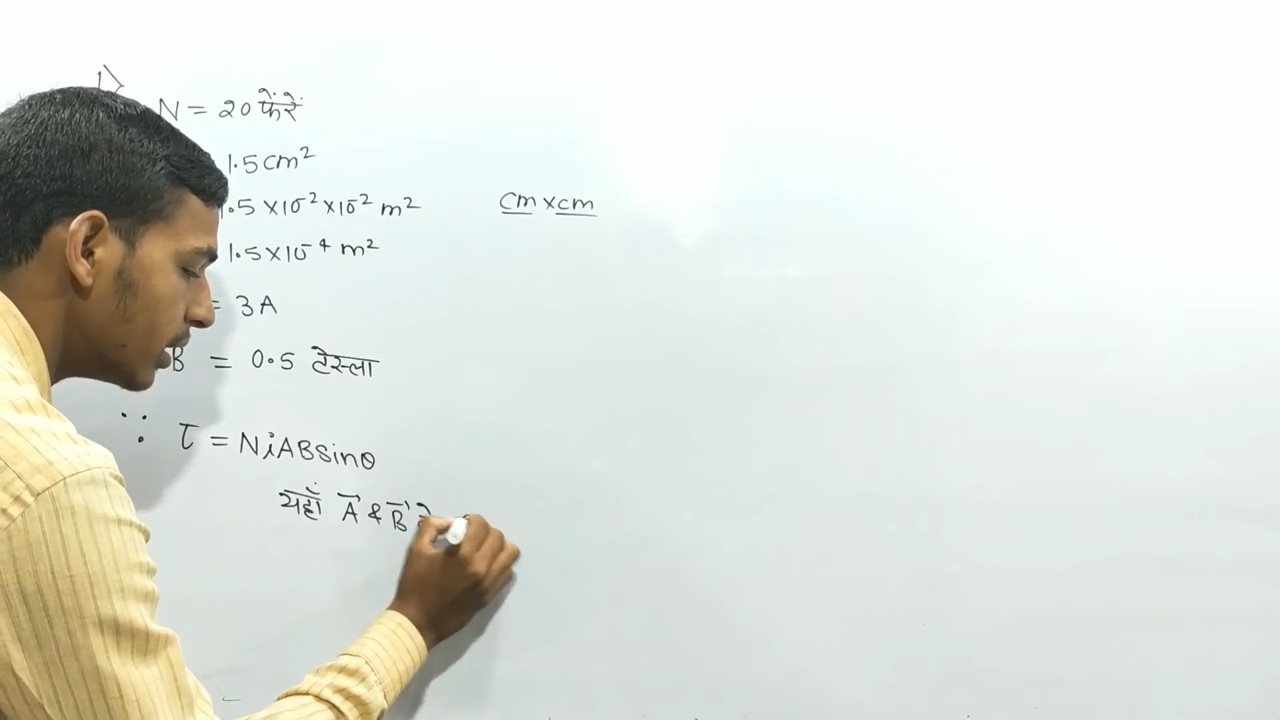 1)
N = 20 फेंरें
1.5 cm²
1.5 × 10⁻² × 10⁻² m² cm × cm
1.5 × 10⁻⁴ m²
= 3A
B = 0.5 टेस्ला
∵ τ = NiABsinθ
यहाँ A⃗ & B⃗